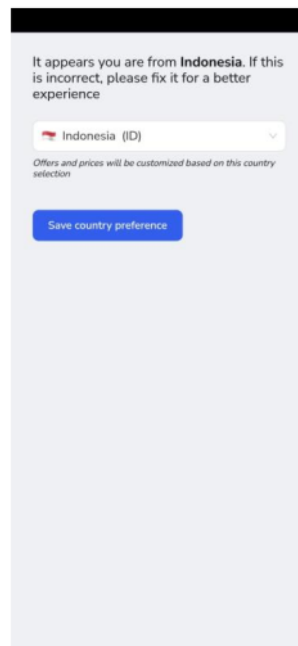 It appears you are from Indonesia. If this
is incorrect, please fix it for a better
experience
Indonesia (ID)
Offers and prices will be customized based on this country
selection
Save country preference